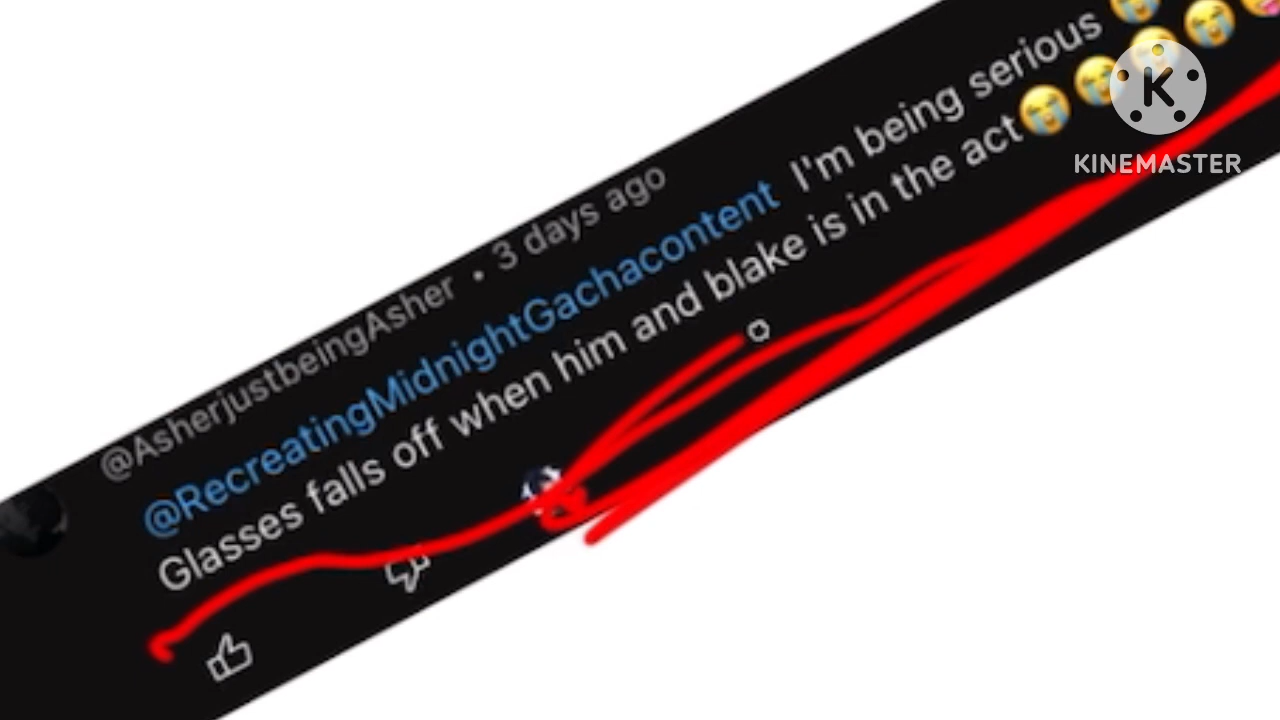 @AsherjustbeingAsher • 3 days ago
@RecreatingMidnightGachacontent I'm being serious 😭
Glasses falls off when him and blake is in the act😭😭😭😭
K
KINEMASTER